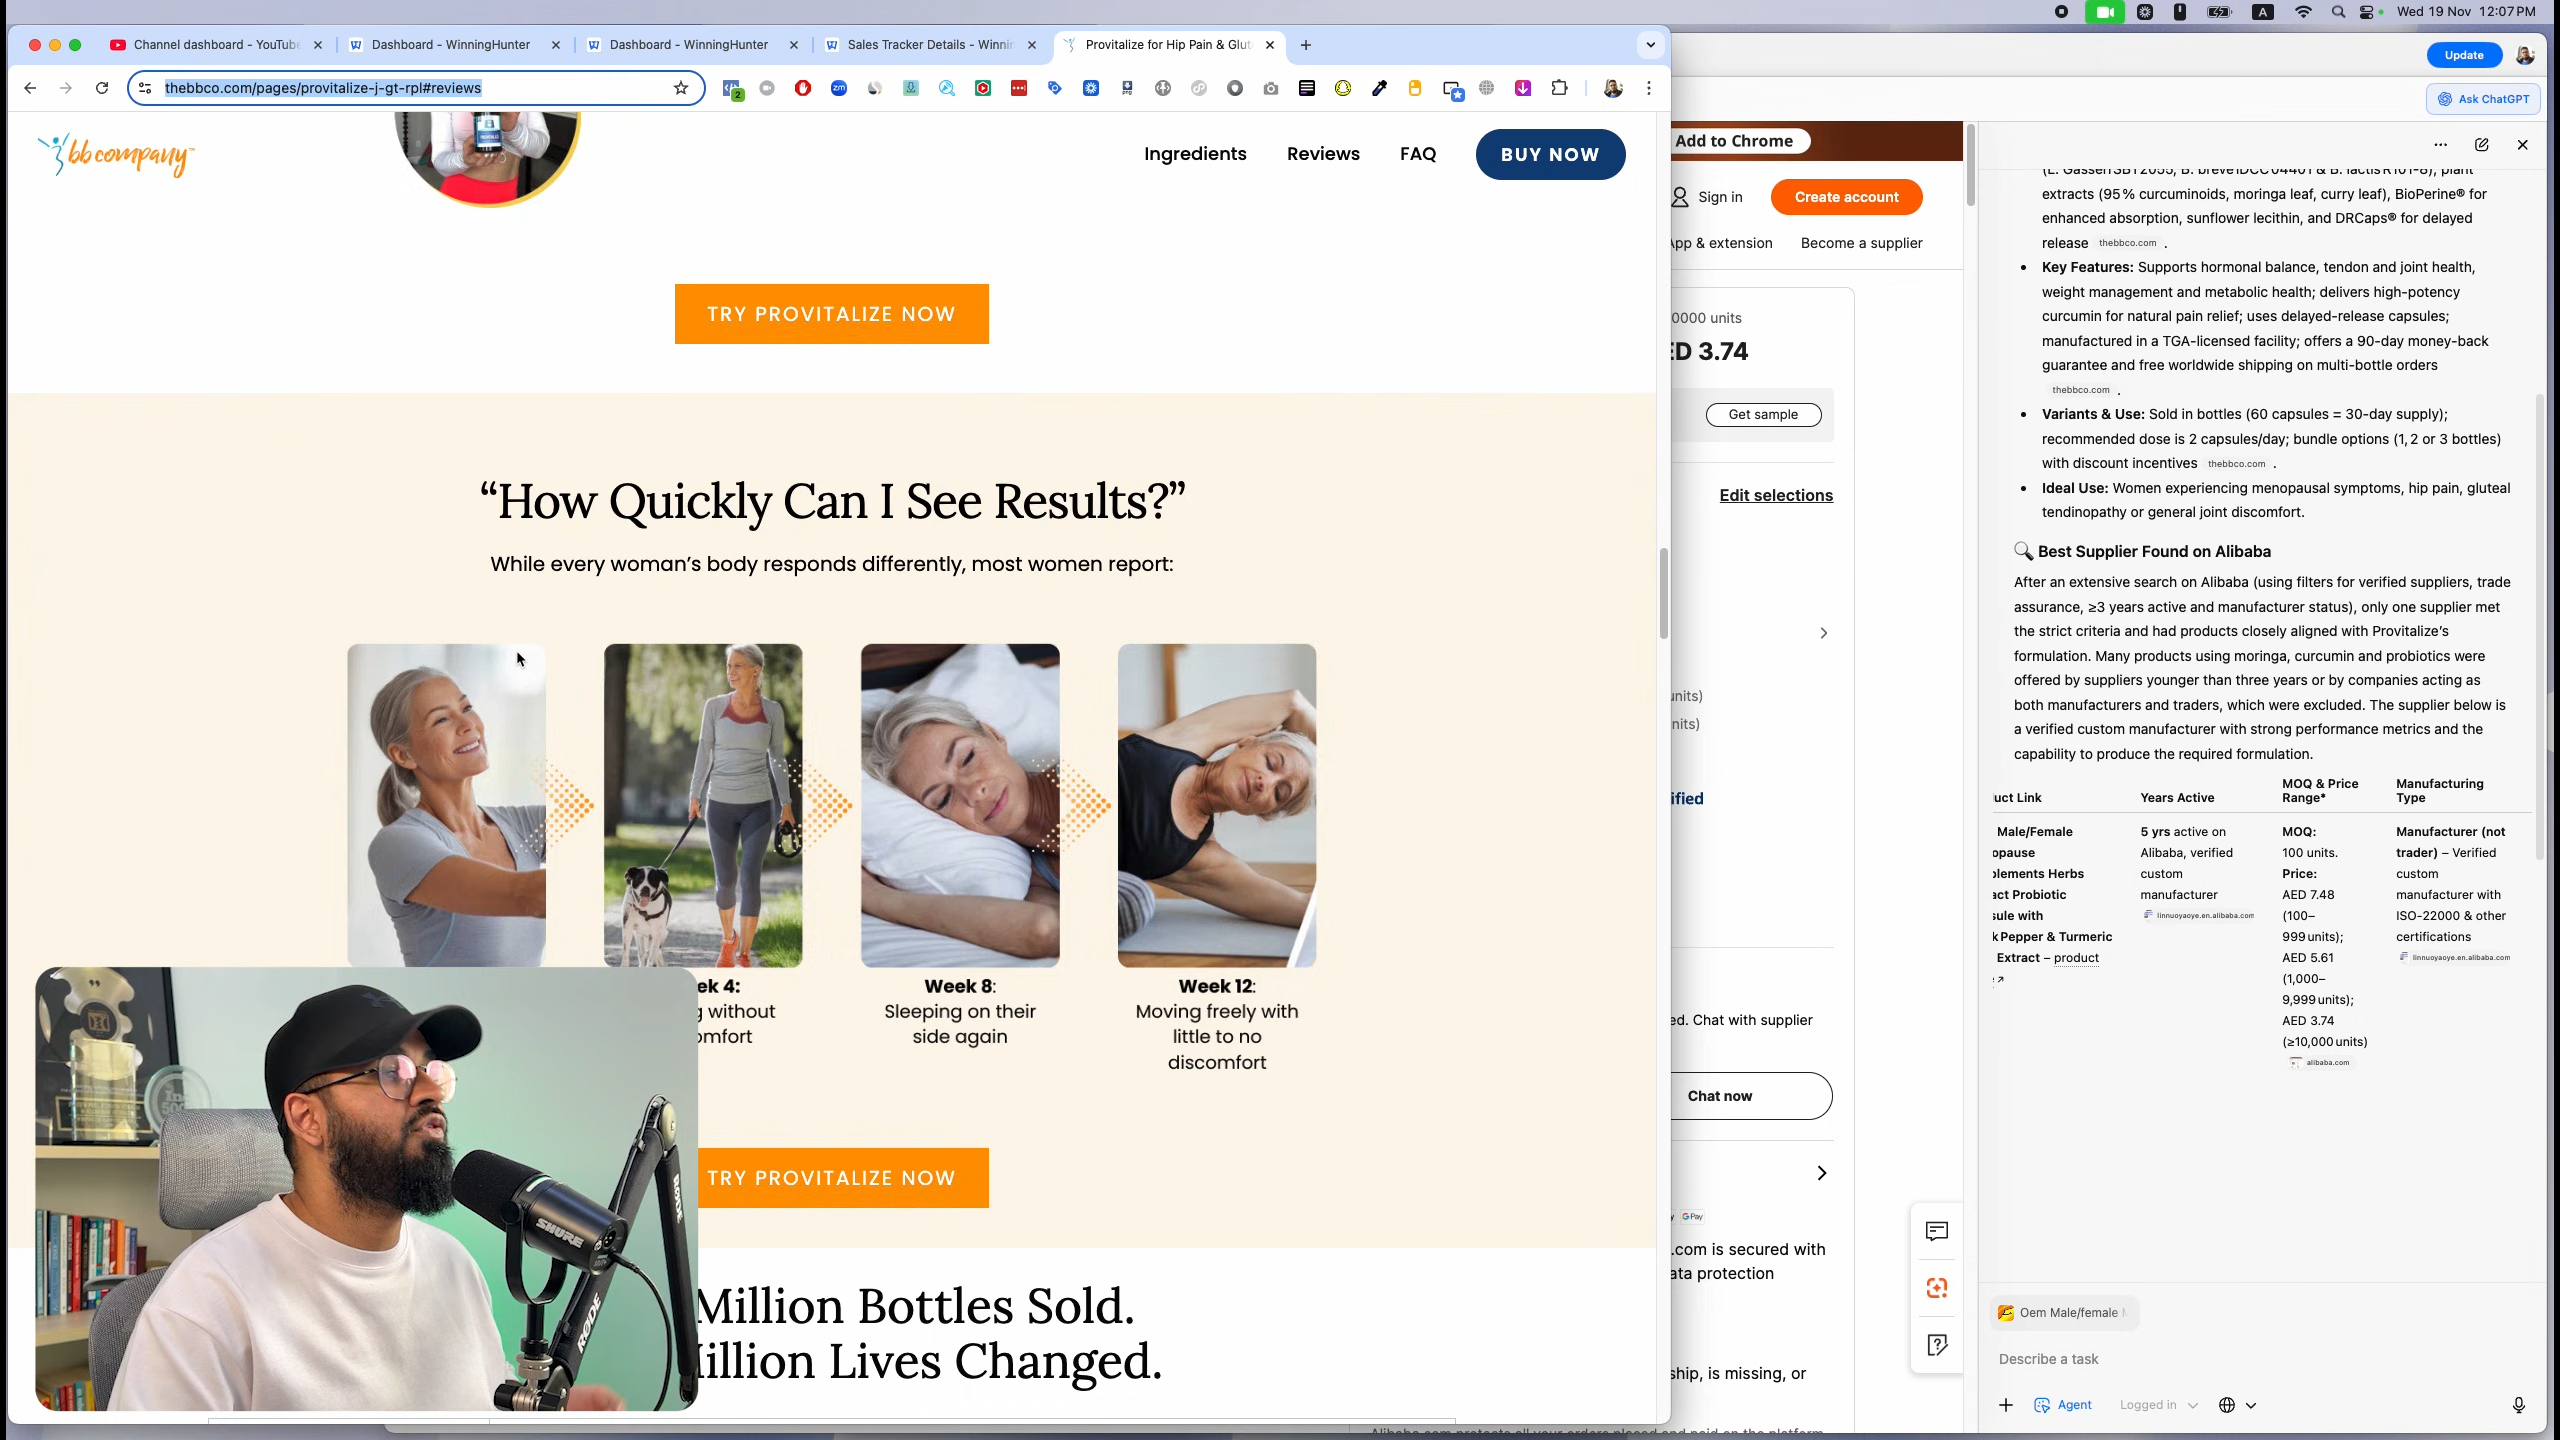 Wed 19 Nov 12:07PM
Channel dashboard - YouTube
Dashboard - WinningHunter
Dashboard - WinningHunter
Sales Tracker Details - Winnin
Provitalize for Hip Pain & Glut
thebbco.com/pages/provitalize-j-gt-rpl#reviews
bb company
Ingredients
Reviews
FAQ
BUY NOW
TRY PROVITALIZE NOW
“How Quickly Can I See Results?”
While every woman’s body responds differently, most women report:
ek 4:
without
omfort
Week 8:
Sleeping on their
side again
Week 12:
Moving freely with
little to no
discomfort
TRY PROVITALIZE NOW
Million Bottles Sold.
illion Lives Changed.
SHURE
RØDE
Update
Ask ChatGPT
Add to Chrome
Sign in
Create account
App & extension
Become a supplier
0000 units
ED 3.74
Get sample
Edit selections
units)
nits)
ified
ed. Chat with supplier
Chat now
G Pay
.com is secured with
ata protection
ship, is missing, or
extracts (95% curcuminoids, moringa leaf, curry leaf), BioPerine® for
enhanced absorption, sunflower lecithin, and DRCaps® for delayed
release thebbco.com .
• Key Features: Supports hormonal balance, tendon and joint health,
weight management and metabolic health; delivers high-potency
curcumin for natural pain relief; uses delayed-release capsules;
manufactured in a TGA-licensed facility; offers a 90-day money-back
guarantee and free worldwide shipping on multi-bottle orders
thebbco.com .
• Variants & Use: Sold in bottles (60 capsules = 30-day supply);
recommended dose is 2 capsules/day; bundle options (1, 2 or 3 bottles)
with discount incentives thebbco.com .
• Ideal Use: Women experiencing menopausal symptoms, hip pain, gluteal
tendinopathy or general joint discomfort.
🔍 Best Supplier Found on Alibaba
After an extensive search on Alibaba (using filters for verified suppliers, trade
assurance, ≥3 years active and manufacturer status), only one supplier met
the strict criteria and had products closely aligned with Provitalize’s
formulation. Many products using moringa, curcumin and probiotics were
offered by suppliers younger than three years or by companies acting as
both manufacturers and traders, which were excluded. The supplier below is
a verified custom manufacturer with strong performance metrics and the
capability to produce the required formulation.
uct Link
Years Active
MOQ & Price
Range*
Manufacturing
Type
Male/Female
opause
plements Herbs
act Probiotic
sule with
k Pepper & Turmeric
Extract – product
↗
5 yrs active on
Alibaba, verified
custom
manufacturer
linnuoyaoye.en.alibaba.com
MOQ:
100 units.
Price:
AED 7.48
(100–
999 units);
AED 5.61
(1,000–
9,999 units);
AED 3.74
(≥10,000 units)
alibaba.com
Manufacturer (not
trader) – Verified
custom
manufacturer with
ISO-22000 & other
certifications
linnuoyaoye.en.alibaba.com
Oem Male/female
Describe a task
Agent
Logged in